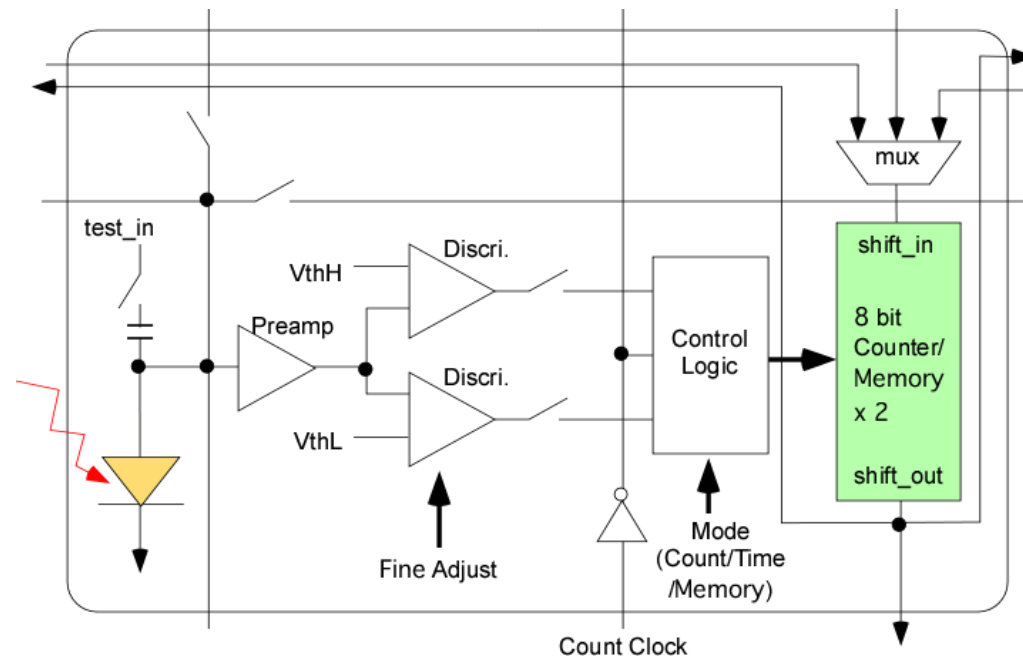 mux
test_in
shift_in
Discri.
VthH
Preamp
8 bit
Counter/
Memory
x 2
Control
Logic
Discri.
VthL
shift_out
Mode
(Count/Time
/Memory)
Fine Adjust
Count Clock